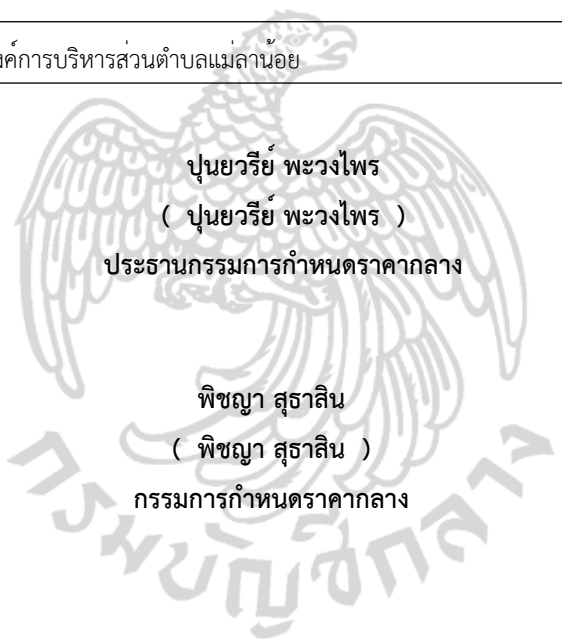 งค์การบริหารส่วนตำบลแม่ลาน้อย
ปุนยวรีย์ พะวงไพร
( ปุนยวรีย์ พะวงไพร )
ประธานกรรมการกำหนดราคากลาง
พิชญา สุธาสิน
( พิชญา สุธาสิน )
กรรมการกำหนดราคากลาง
กรมบัญชีกลาง